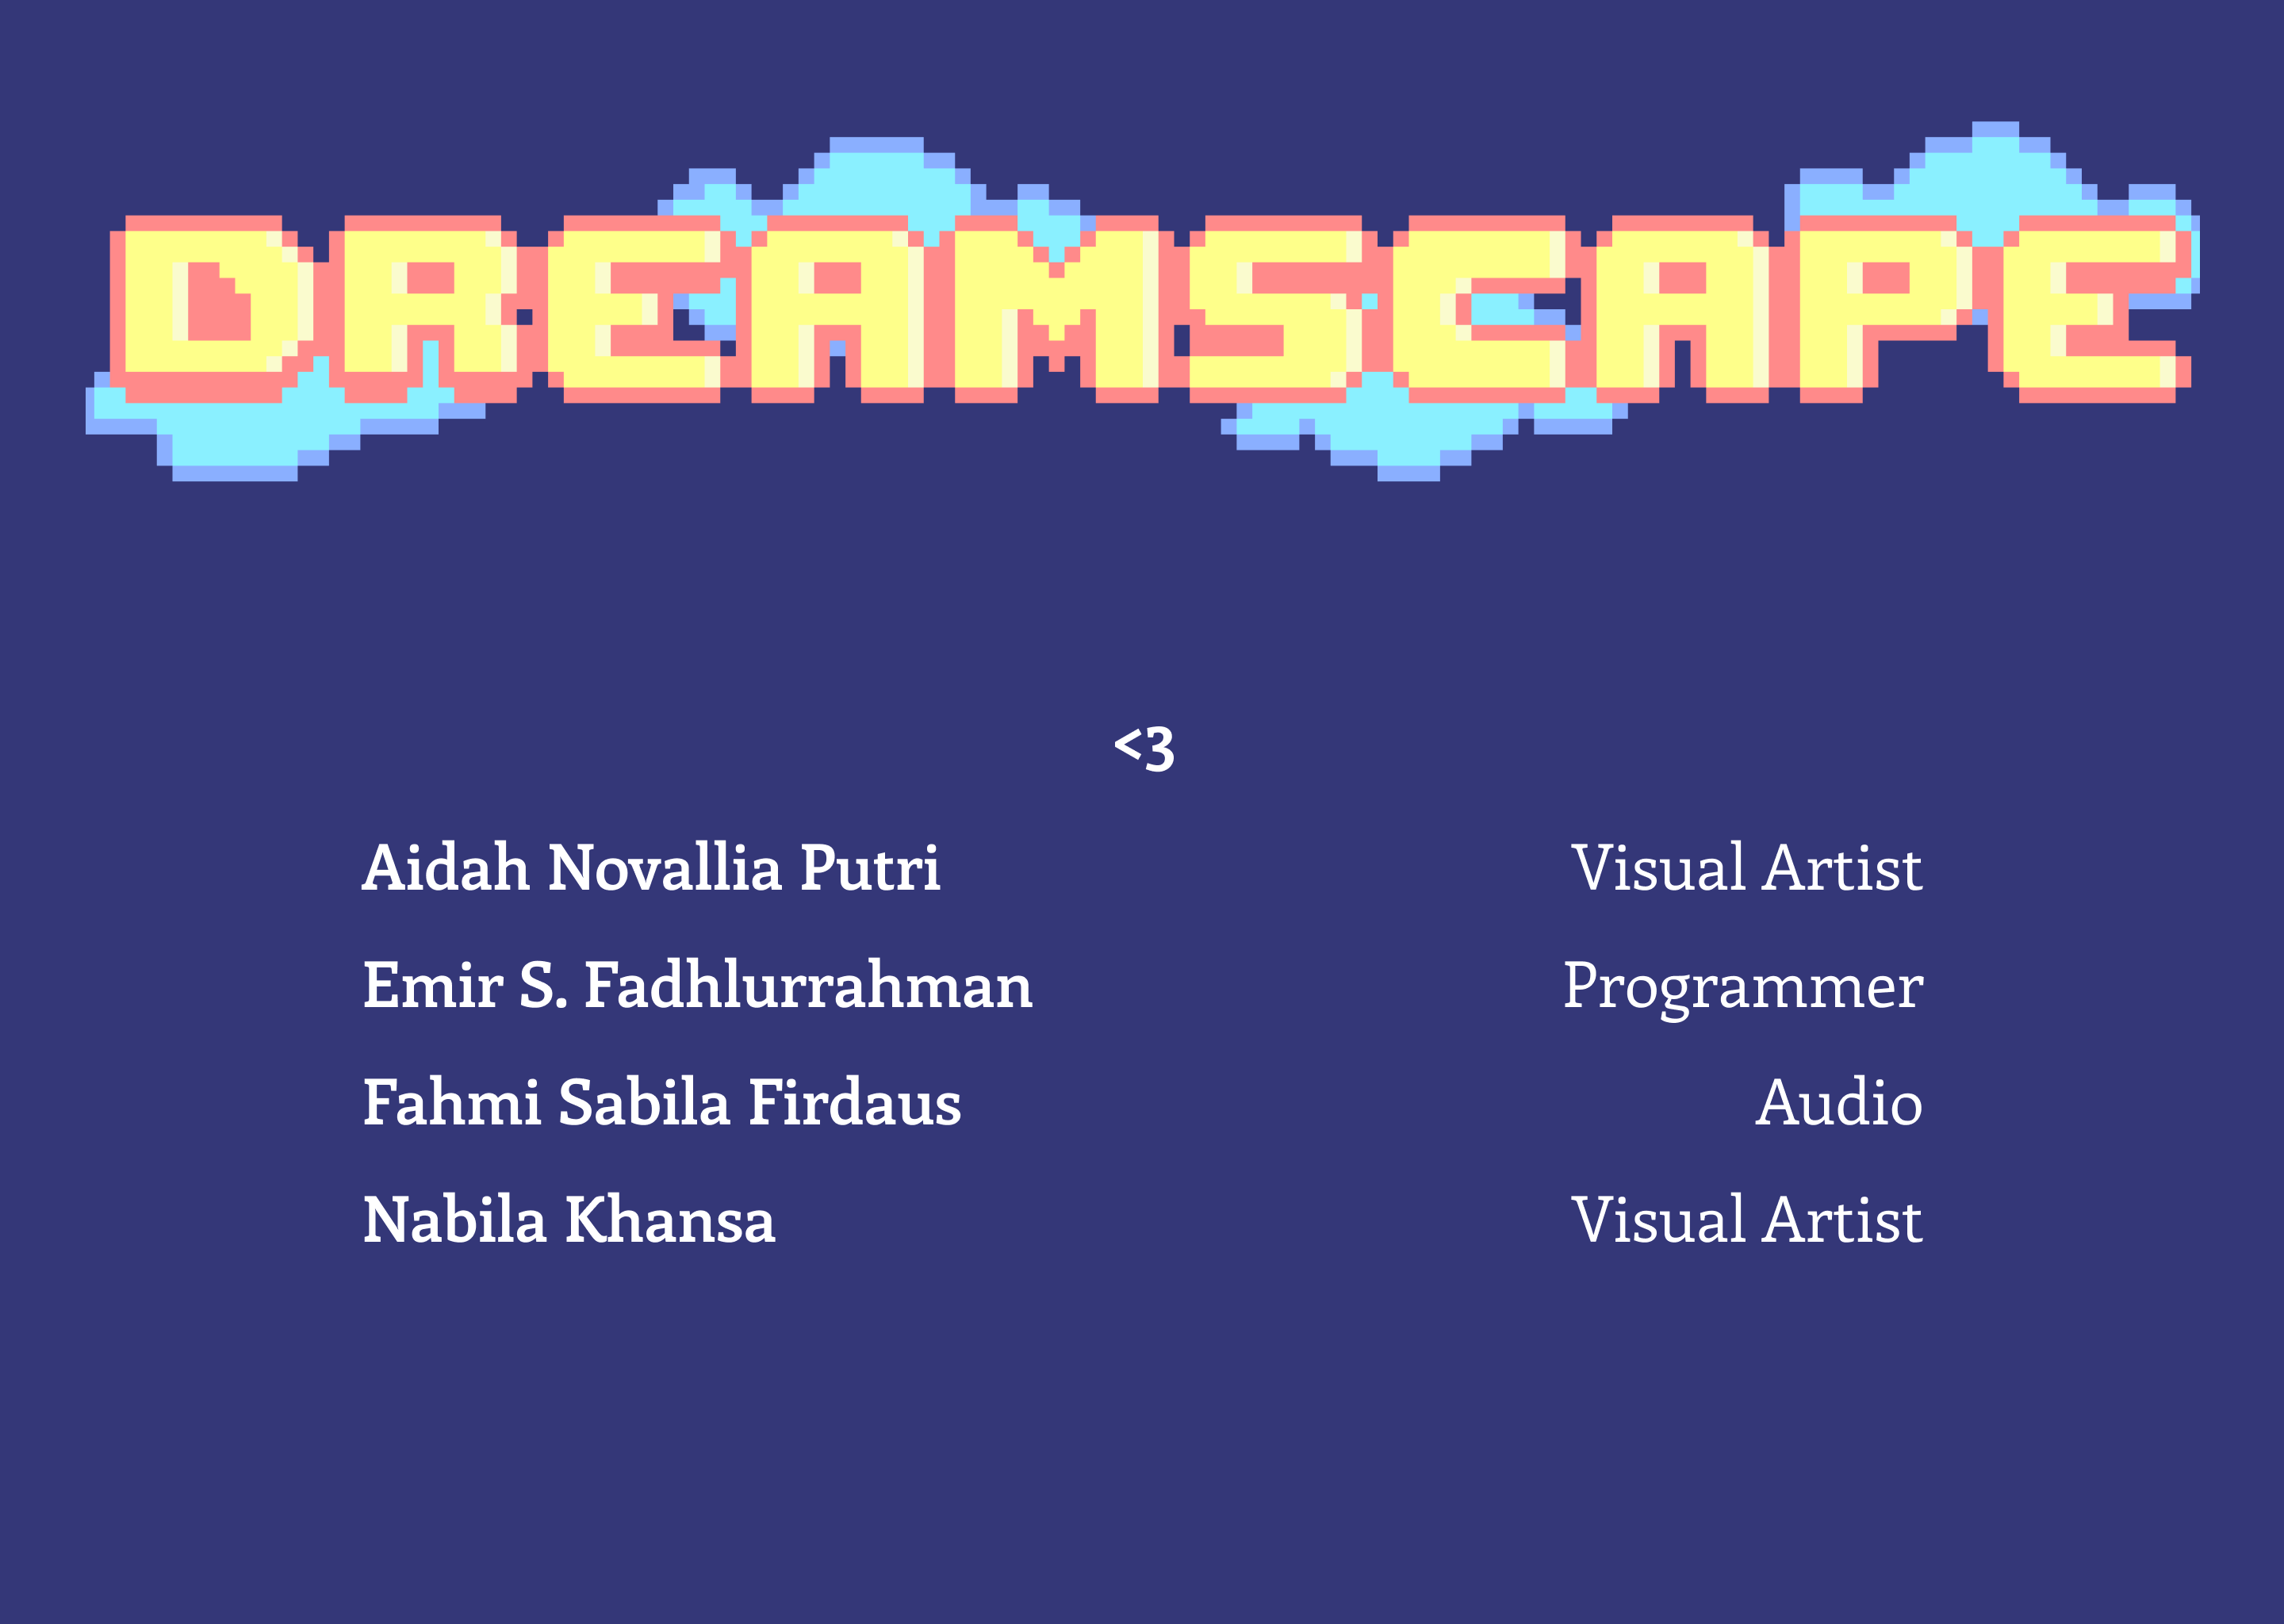 DREAMSCAPE
<3
Aidah Novallia Putri Visual Artist
Emir S. Fadhlurrahman Programmer
Fahmi Sabila Firdaus Audio
Nabila Khansa Visual Artist